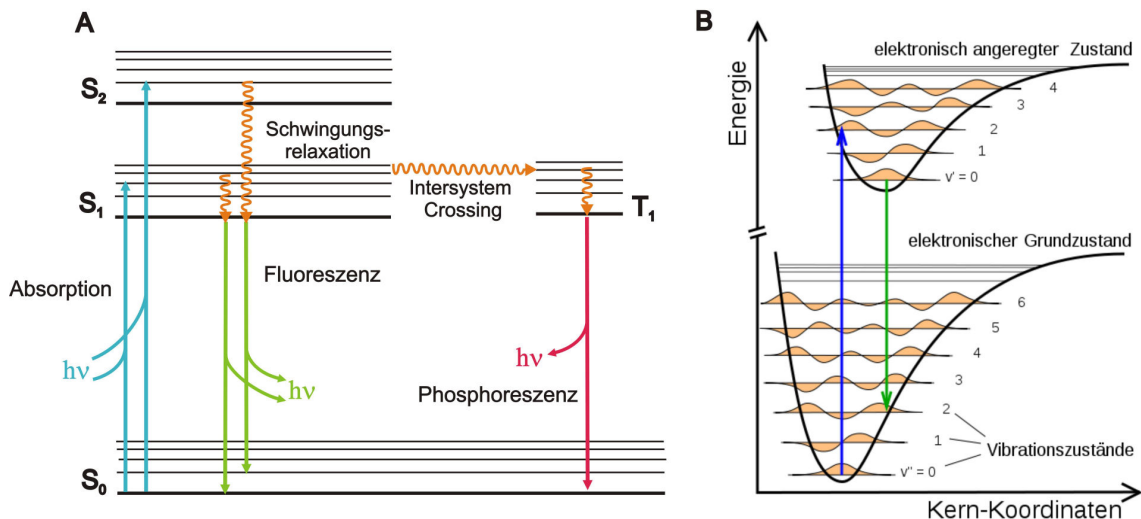 A
S₂
Schwingungs-
relaxation
Intersystem
Crossing
S₁
T₁
Absorption
Fluoreszenz
hν
hν
hν
Phosphoreszenz
S₀
B
Energie
elektronisch angeregter Zustand
4
3
2
1
v' = 0
elektronischer Grundzustand
6
5
4
3
2
1
Vibrationszustände
v'' = 0
Kern-Koordinaten